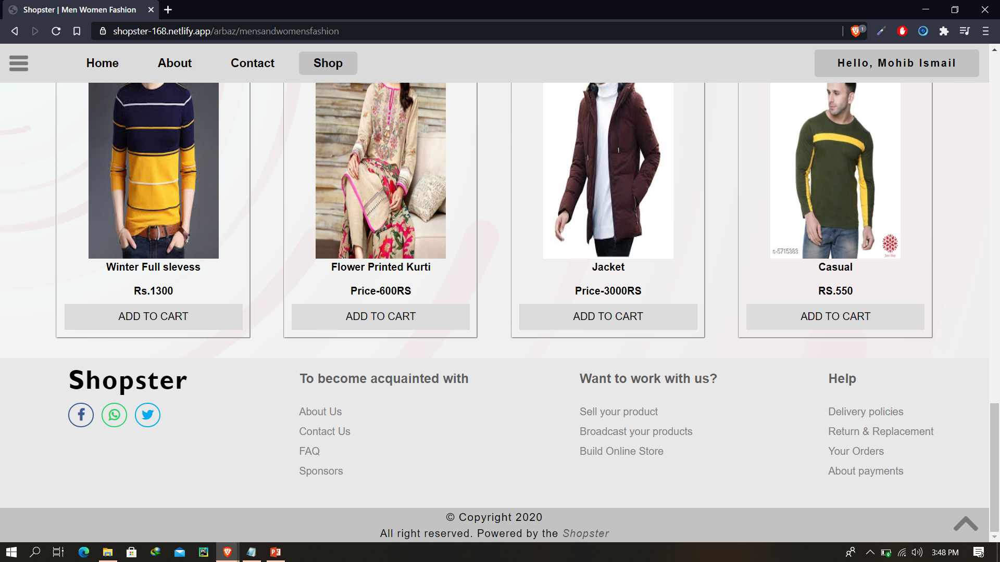 Shopster | Men Women Fashion
shopster-168.netlify.app/arbaz/mensandwomensfashion
1
Home About Contact Shop Hello, Mohib Ismail
s-5715383
Winter Full slevess
Rs.1300
ADD TO CART
Flower Printed Kurti
Price-600RS
ADD TO CART
Jacket
Price-3000RS
ADD TO CART
Casual
RS.550
ADD TO CART
Shopster
To become acquainted with
About Us
Contact Us
FAQ
Sponsors
Want to work with us?
Sell your product
Broadcast your products
Build Online Store
Help
Delivery policies
Return & Replacement
Your Orders
About payments
© Copyright 2020
All right reserved. Powered by the Shopster
3:48 PM